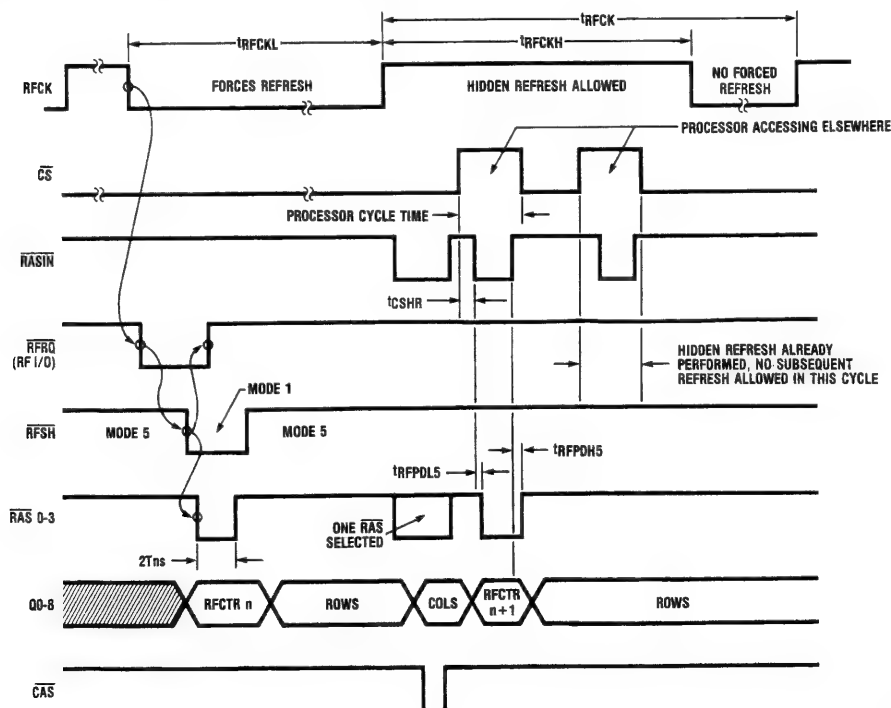 tRFCK
tRFCKL
tRFCKH
RFCK
FORCES REFRESH
HIDDEN REFRESH ALLOWED
NO FORCED
REFRESH
PROCESSOR ACCESSING ELSEWHERE
CS
PROCESSOR CYCLE TIME
RASIN
tCSHR
RFRQ
(RF I/O)
HIDDEN REFRESH ALREADY
PERFORMED, NO SUBSEQUENT
REFRESH ALLOWED IN THIS CYCLE
MODE 1
RFSH
MODE 5
MODE 5
tRFPDH5
tRFPDL5
RAS 0-3
ONE RAS
SELECTED
2Tns
Q0-8
RFCTR n
ROWS
COLS
RFCTR
n+1
ROWS
CAS